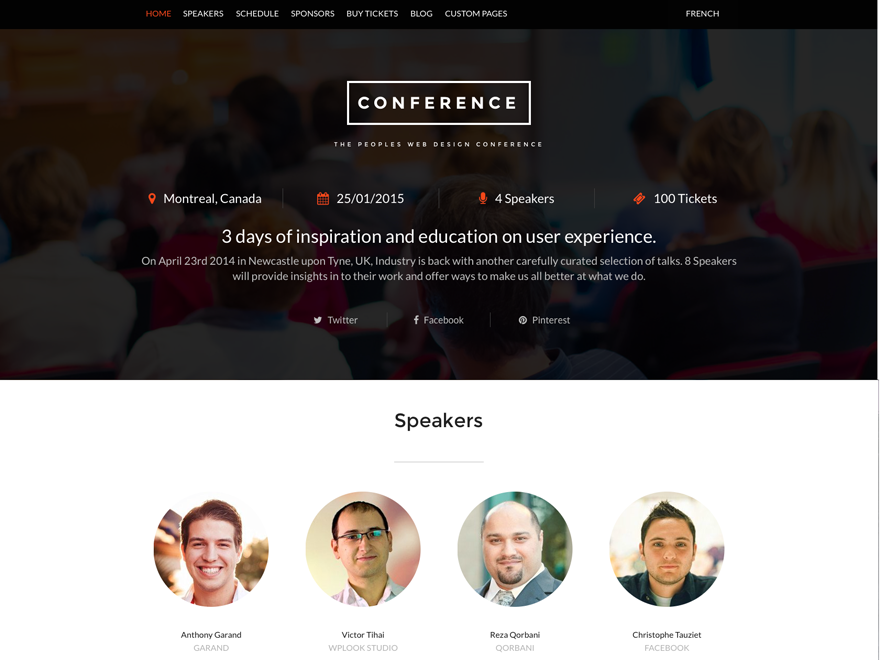 HOME SPEAKERS SCHEDULE SPONSORS BUY TICKETS BLOG CUSTOM PAGES FRENCH
CONFERENCE
THE PEOPLES WEB DESIGN CONFERENCE
Montreal, Canada 25/01/2015 4 Speakers 100 Tickets
3 days of inspiration and education on user experience.
On April 23rd 2014 in Newcastle upon Tyne, UK, Industry is back with another carefully curated selection of talks. 8 Speakers
will provide insights in to their work and offer ways to make us all better at what we do.
Twitter Facebook Pinterest
Speakers
Anthony Garand Victor Tihai Reza Qorbani Christophe Tauziet
GARAND WPLOOK STUDIO QORBANI FACEBOOK